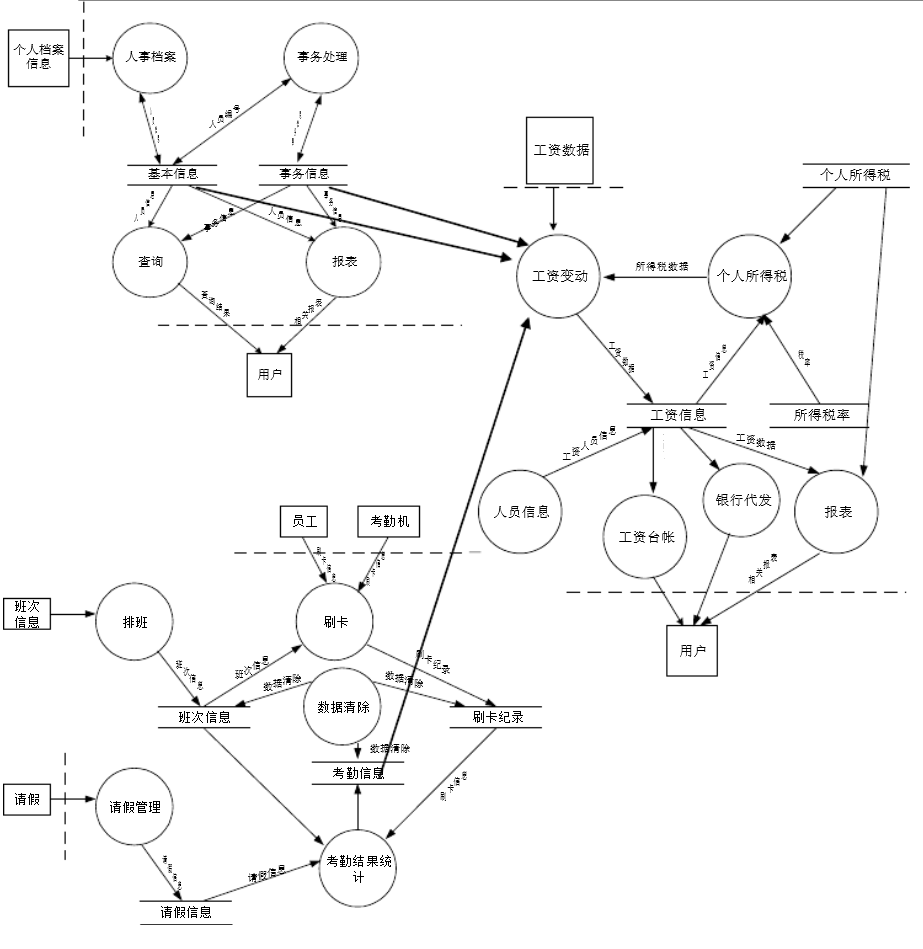 个人档案
信息
人事档案
事务处理
人员编号
工资数据
基本信息
事务信息
个人所得税
人员信息
事务信息
人员信息
事务信息
查询
报表
工资变动
所得税数据
个人所得税
查询结果
相关报表
用户
工资数据
工资信息
税率
工资信息
所得税率
工资人员信息
工资数据
人员信息
工资台帐
银行代发
报表
相关报表
用户
员工
考勤机
刷卡信息
刷卡信息
班次
信息
排班
刷卡
班次信息
班次信息
刷卡纪录
数据清除
数据清除
班次信息
数据清除
刷卡纪录
数据清除
考勤信息
刷卡信息
请假
请假管理
请假信息
请假信息
考勤结果统
计
请假信息